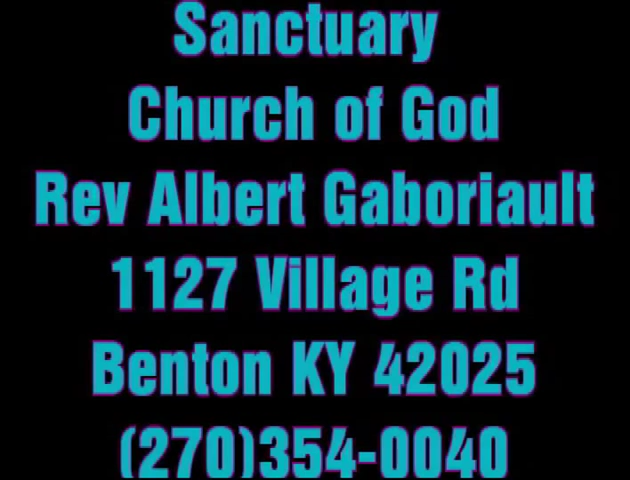 Sanctuary
Church of God
Rev Albert Gaboriault
1127 Village Rd
Benton KY 42025
(270)354-0040